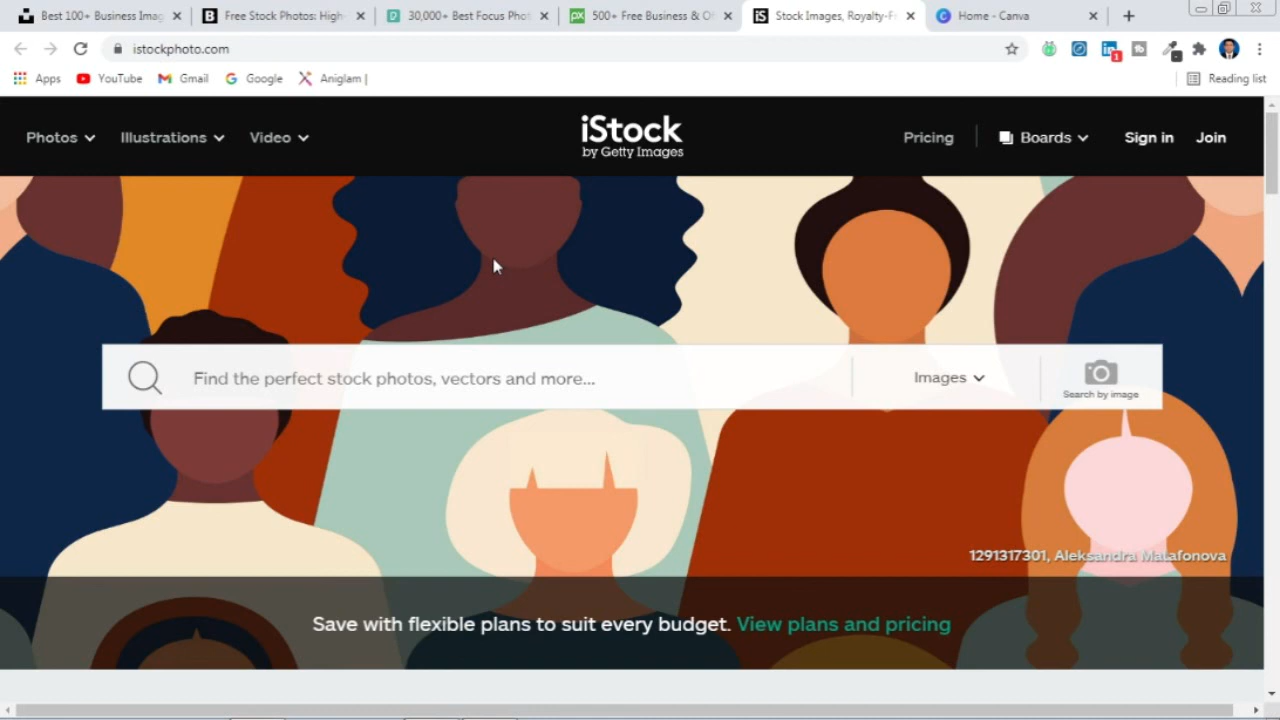 Best 100+ Business Imag
Free Stock Photos: High-
30,000+ Best Focus Phot
500+ Free Business & Of
Stock Images, Royalty-Fr
Home - Canva
istockphoto.com
Apps
YouTube
Gmail
Google
Aniglam |
Reading list
Photos
Illustrations
Video
iStock
by Getty Images
Pricing
Boards
Sign in
Join
Find the perfect stock photos, vectors and more...
Images
Search by image
1291317301, Aleksandra Malafonova
Save with flexible plans to suit every budget. View plans and pricing